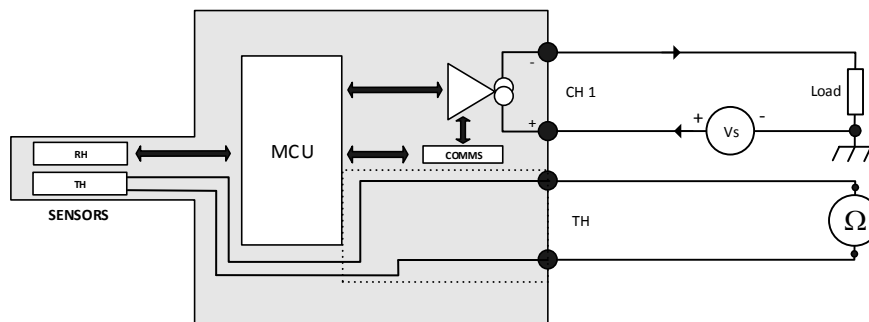 -
CH 1
Load
+
+
Vs
-
MCU
COMMS
RH
TH
SENSORS
TH
Ω